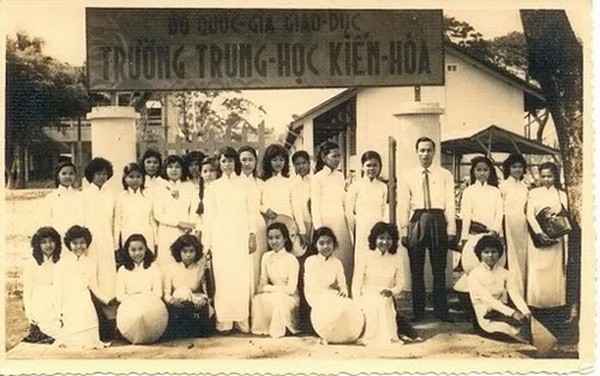 BỘ QUỐC-GIA GIÁO-DỤC
TRƯỜNG TRUNG-HỌC KIẾN-HÒA